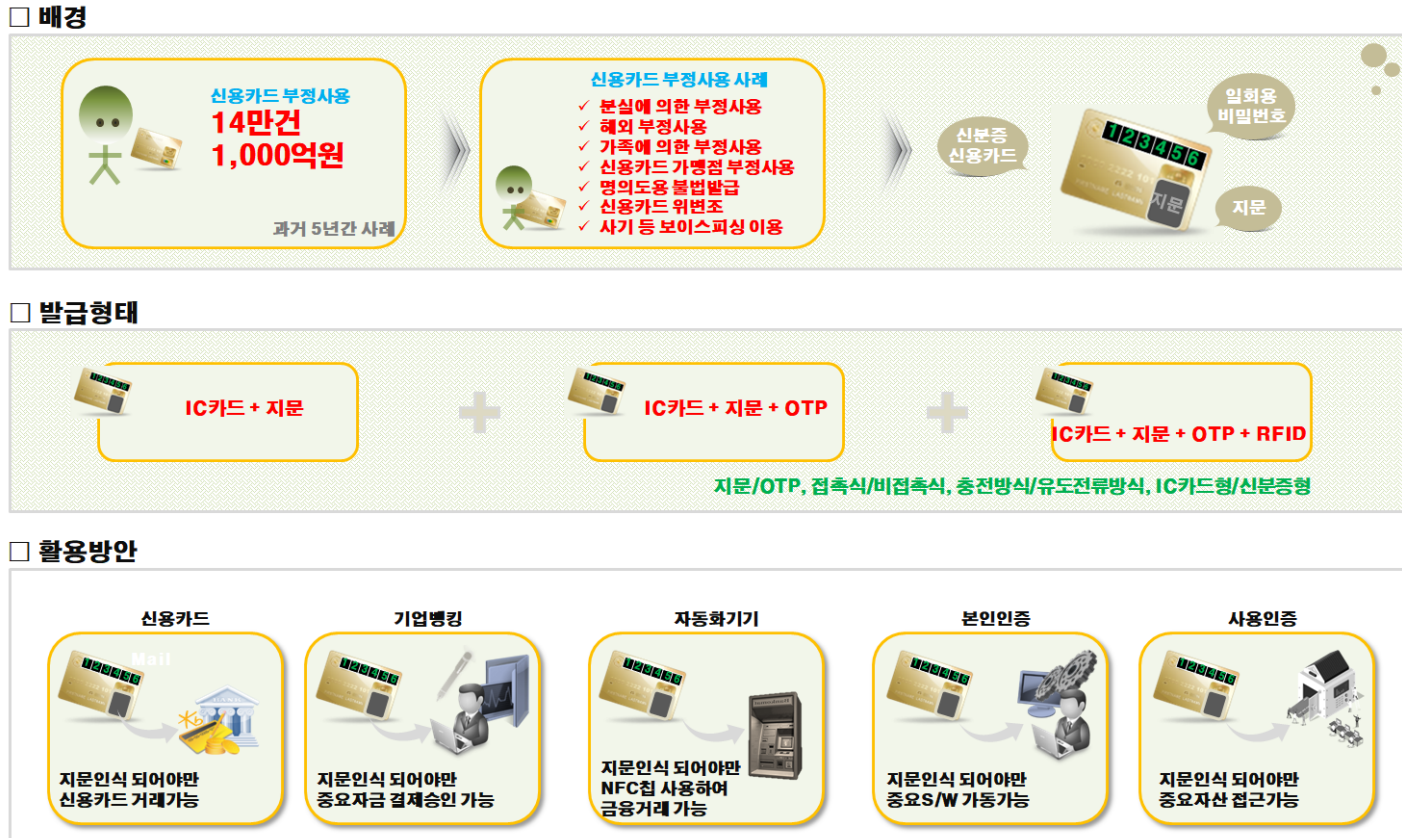 □ 배경
신용카드 부정사용
14만건
1,000억원
과거 5년간 사례
신용카드 부정사용 사례
✓ 분실에 의한 부정사용
✓ 해외 부정사용
✓ 가족에 의한 부정사용
✓ 신용카드 가맹점 부정사용
✓ 명의도용 불법발급
✓ 신용카드 위변조
✓ 사기 등 보이스피싱 이용
신분증
신용카드
일회용
비밀번호
123456
지문
지문
□ 발급형태
123456
IC카드 + 지문
123456
IC카드 + 지문 + OTP
123456
IC카드 + 지문 + OTP + RFID
지문/OTP, 접촉식/비접촉식, 충전방식/유도전류방식, IC카드형/신분증형
□ 활용방안
신용카드
Mail
123456
지문인식 되어야만
신용카드 거래가능
기업뱅킹
123456
지문인식 되어야만
중요자금 결제승인 가능
자동화기기
123456
지문인식 되어야만
NFC칩 사용하여
금융거래 가능
본인인증
123456
지문인식 되어야만
중요S/W 가동가능
사용인증
123456
지문인식 되어야만
중요자산 접근가능